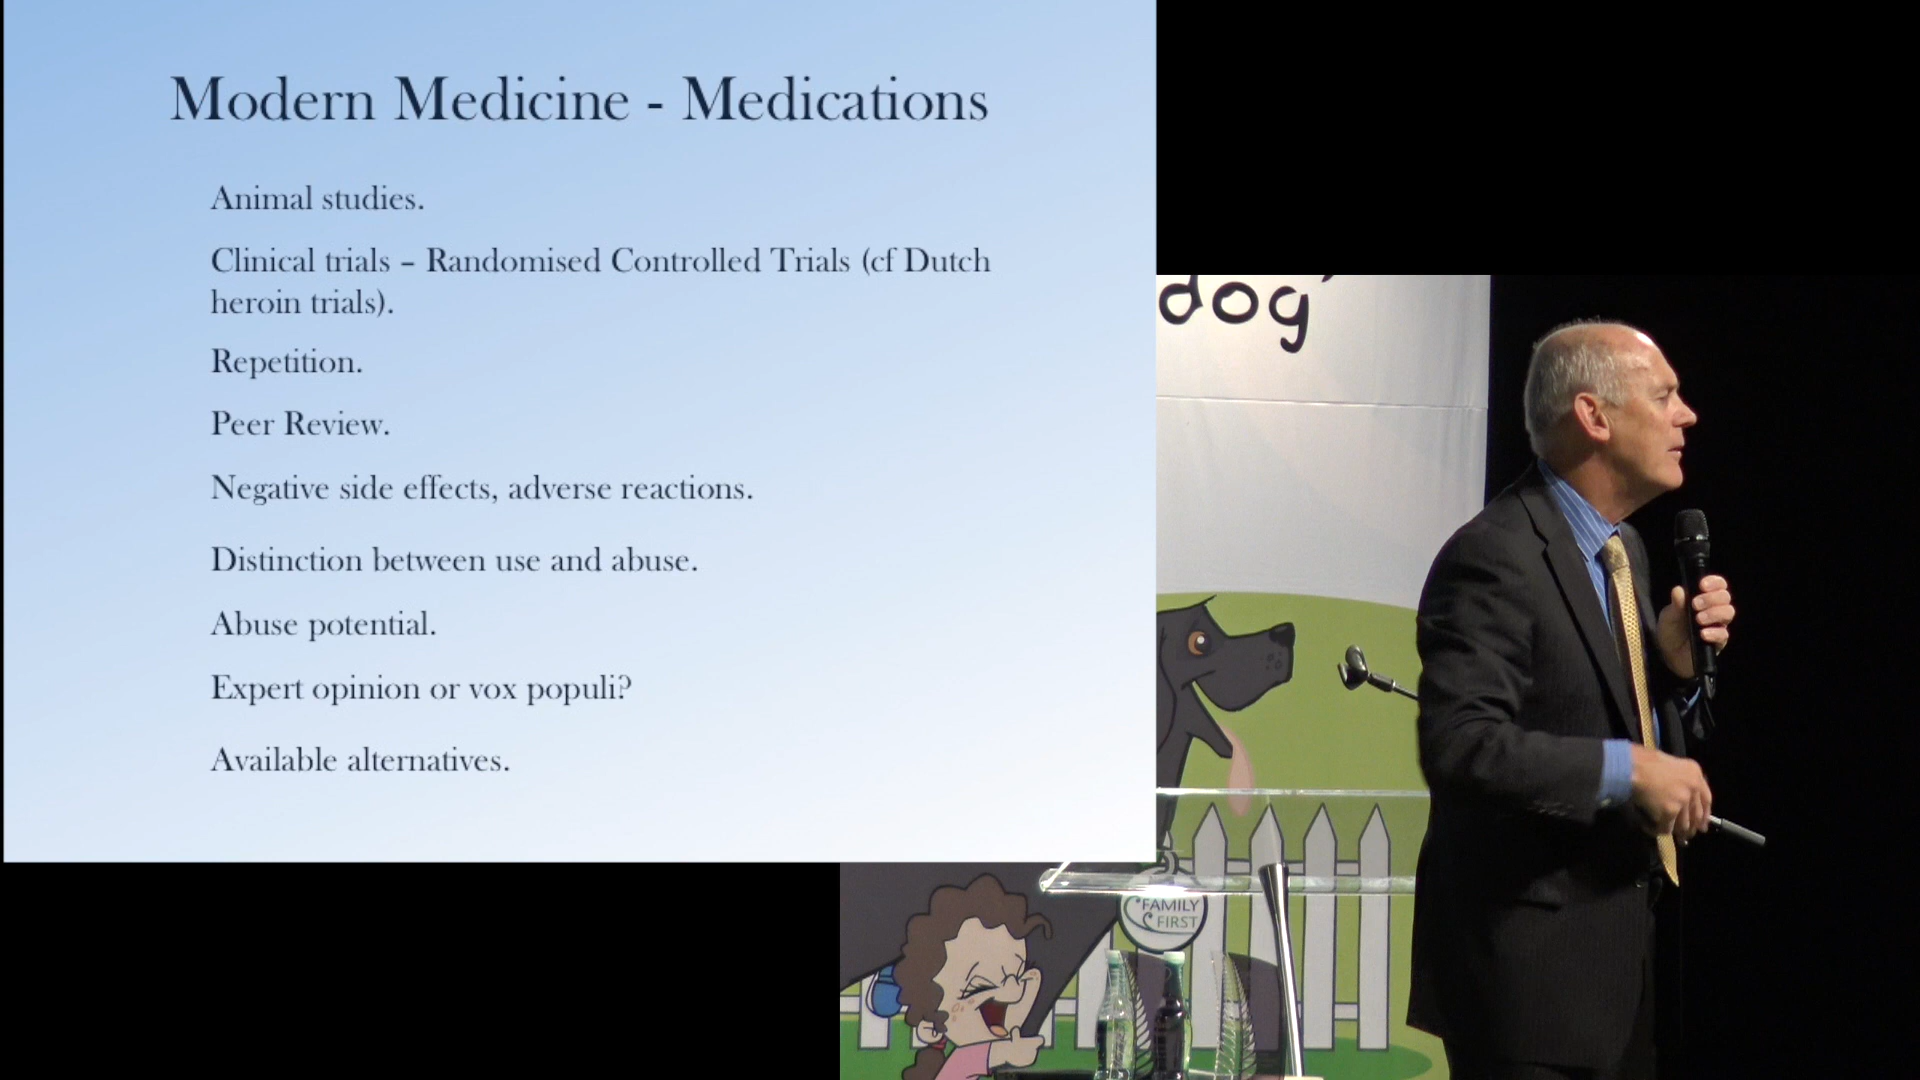 Modern Medicine - Medications
Animal studies.
Clinical trials – Randomised Controlled Trials (cf Dutch
heroin trials).
Repetition.
Peer Review.
Negative side effects, adverse reactions.
Distinction between use and abuse.
Abuse potential.
Expert opinion or vox populi?
Available alternatives.
dog'
FAMILY
FIRST